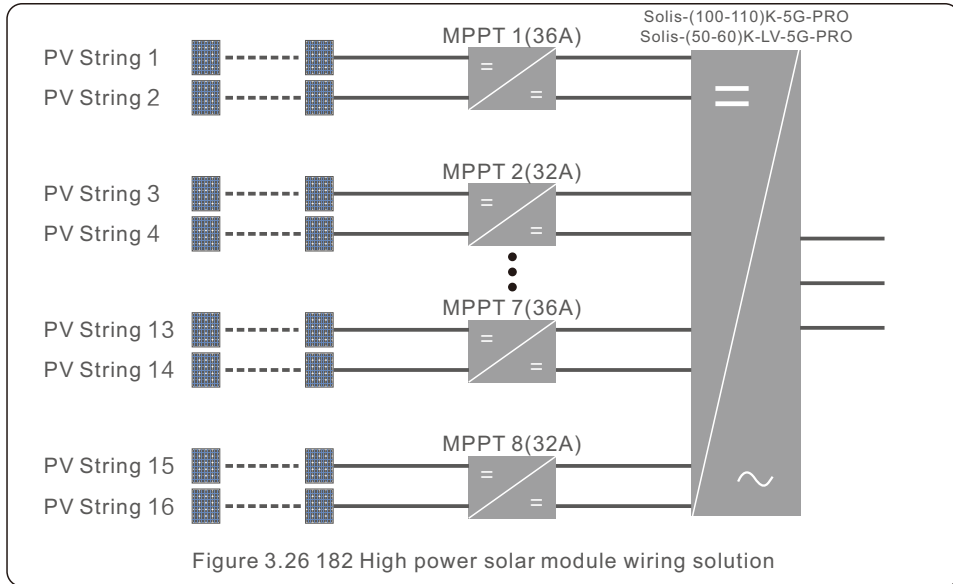 Solis-(100-110)K-5G-PRO
Solis-(50-60)K-LV-5G-PRO
MPPT 1(36A)
PV String 1
PV String 2
MPPT 2(32A)
PV String 3
PV String 4
MPPT 7(36A)
PV String 13
PV String 14
MPPT 8(32A)
PV String 15
PV String 16
Figure 3.26 182 High power solar module wiring solution